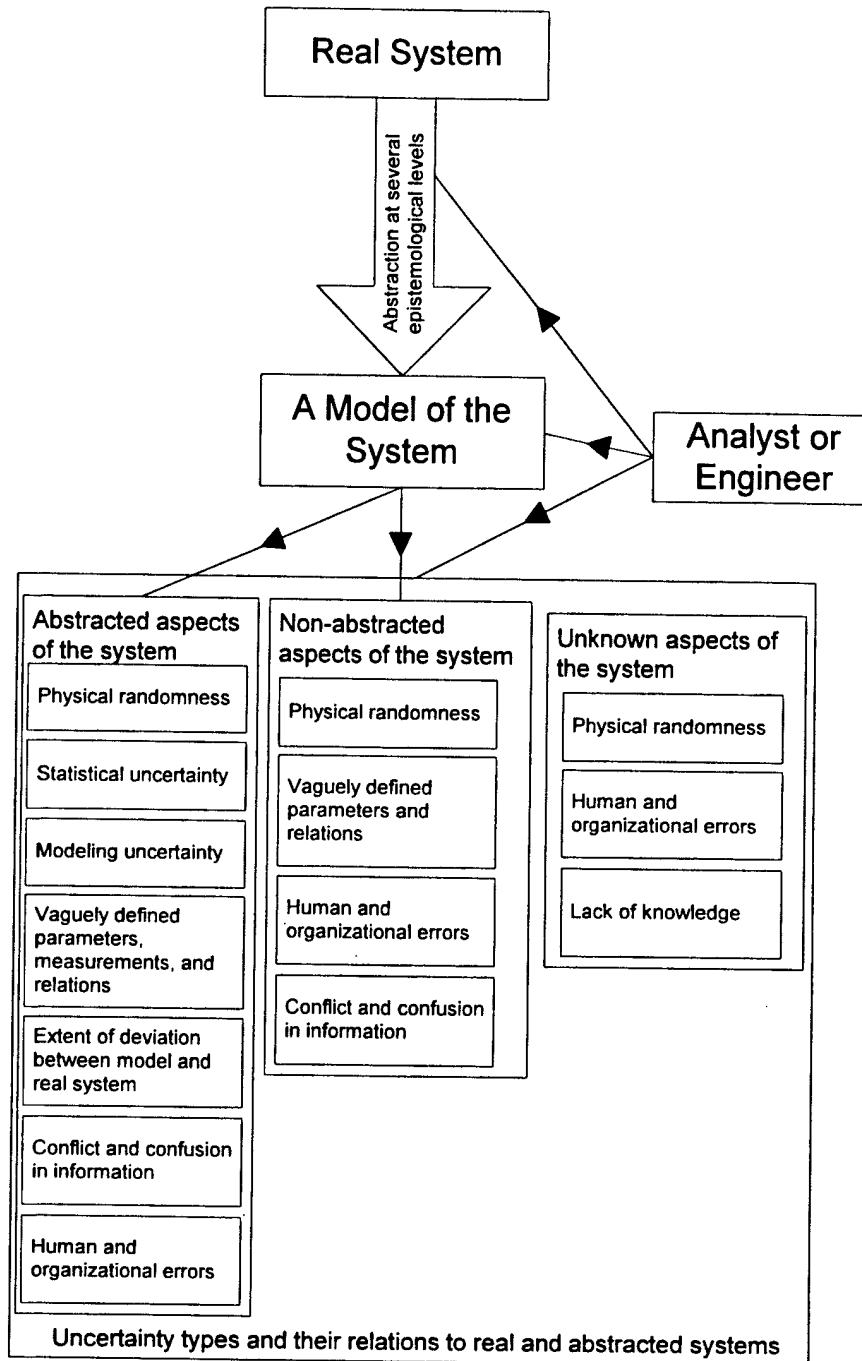 Real System
Abstraction at several
epistemological levels
A Model of the
System
Analyst or
Engineer
Abstracted aspects
of the system
Physical randomness
Statistical uncertainty
Modeling uncertainty
Vaguely defined
parameters,
measurements, and
relations
Extent of deviation
between model and
real system
Conflict and confusion
in information
Human and
organizational errors
Non-abstracted
aspects of the system
Physical randomness
Vaguely defined
parameters and
relations
Human and
organizational errors
Conflict and confusion
in information
Unknown aspects of
the system
Physical randomness
Human and
organizational errors
Lack of knowledge
Uncertainty types and their relations to real and abstracted systems